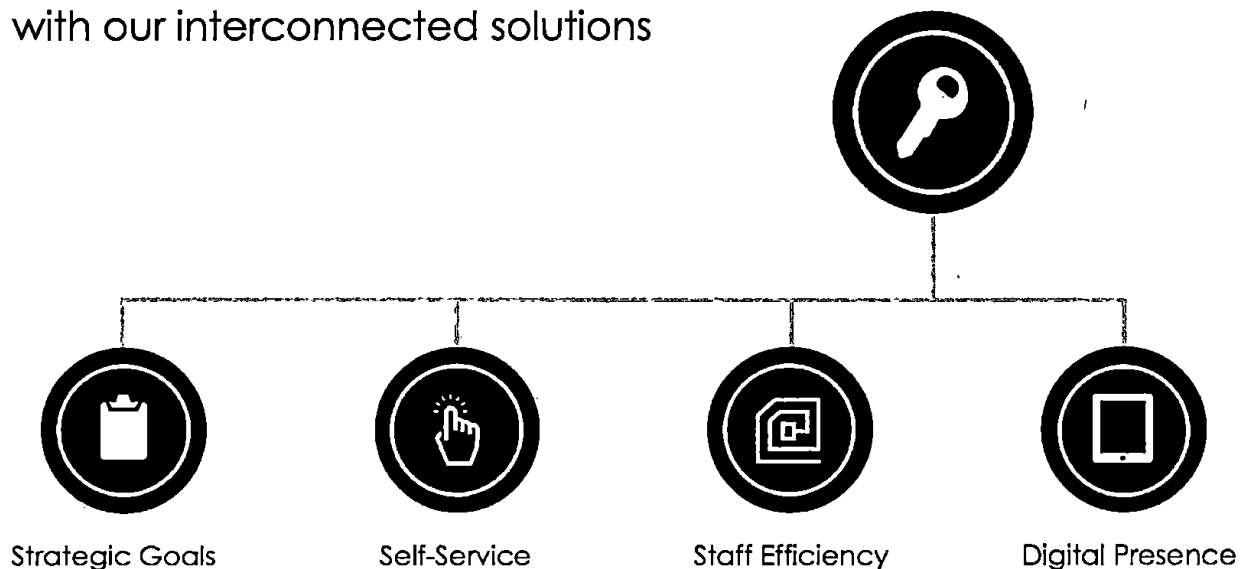 with our interconnected solutions
Strategic Goals
Self-Service
Staff Efficiency
Digital Presence